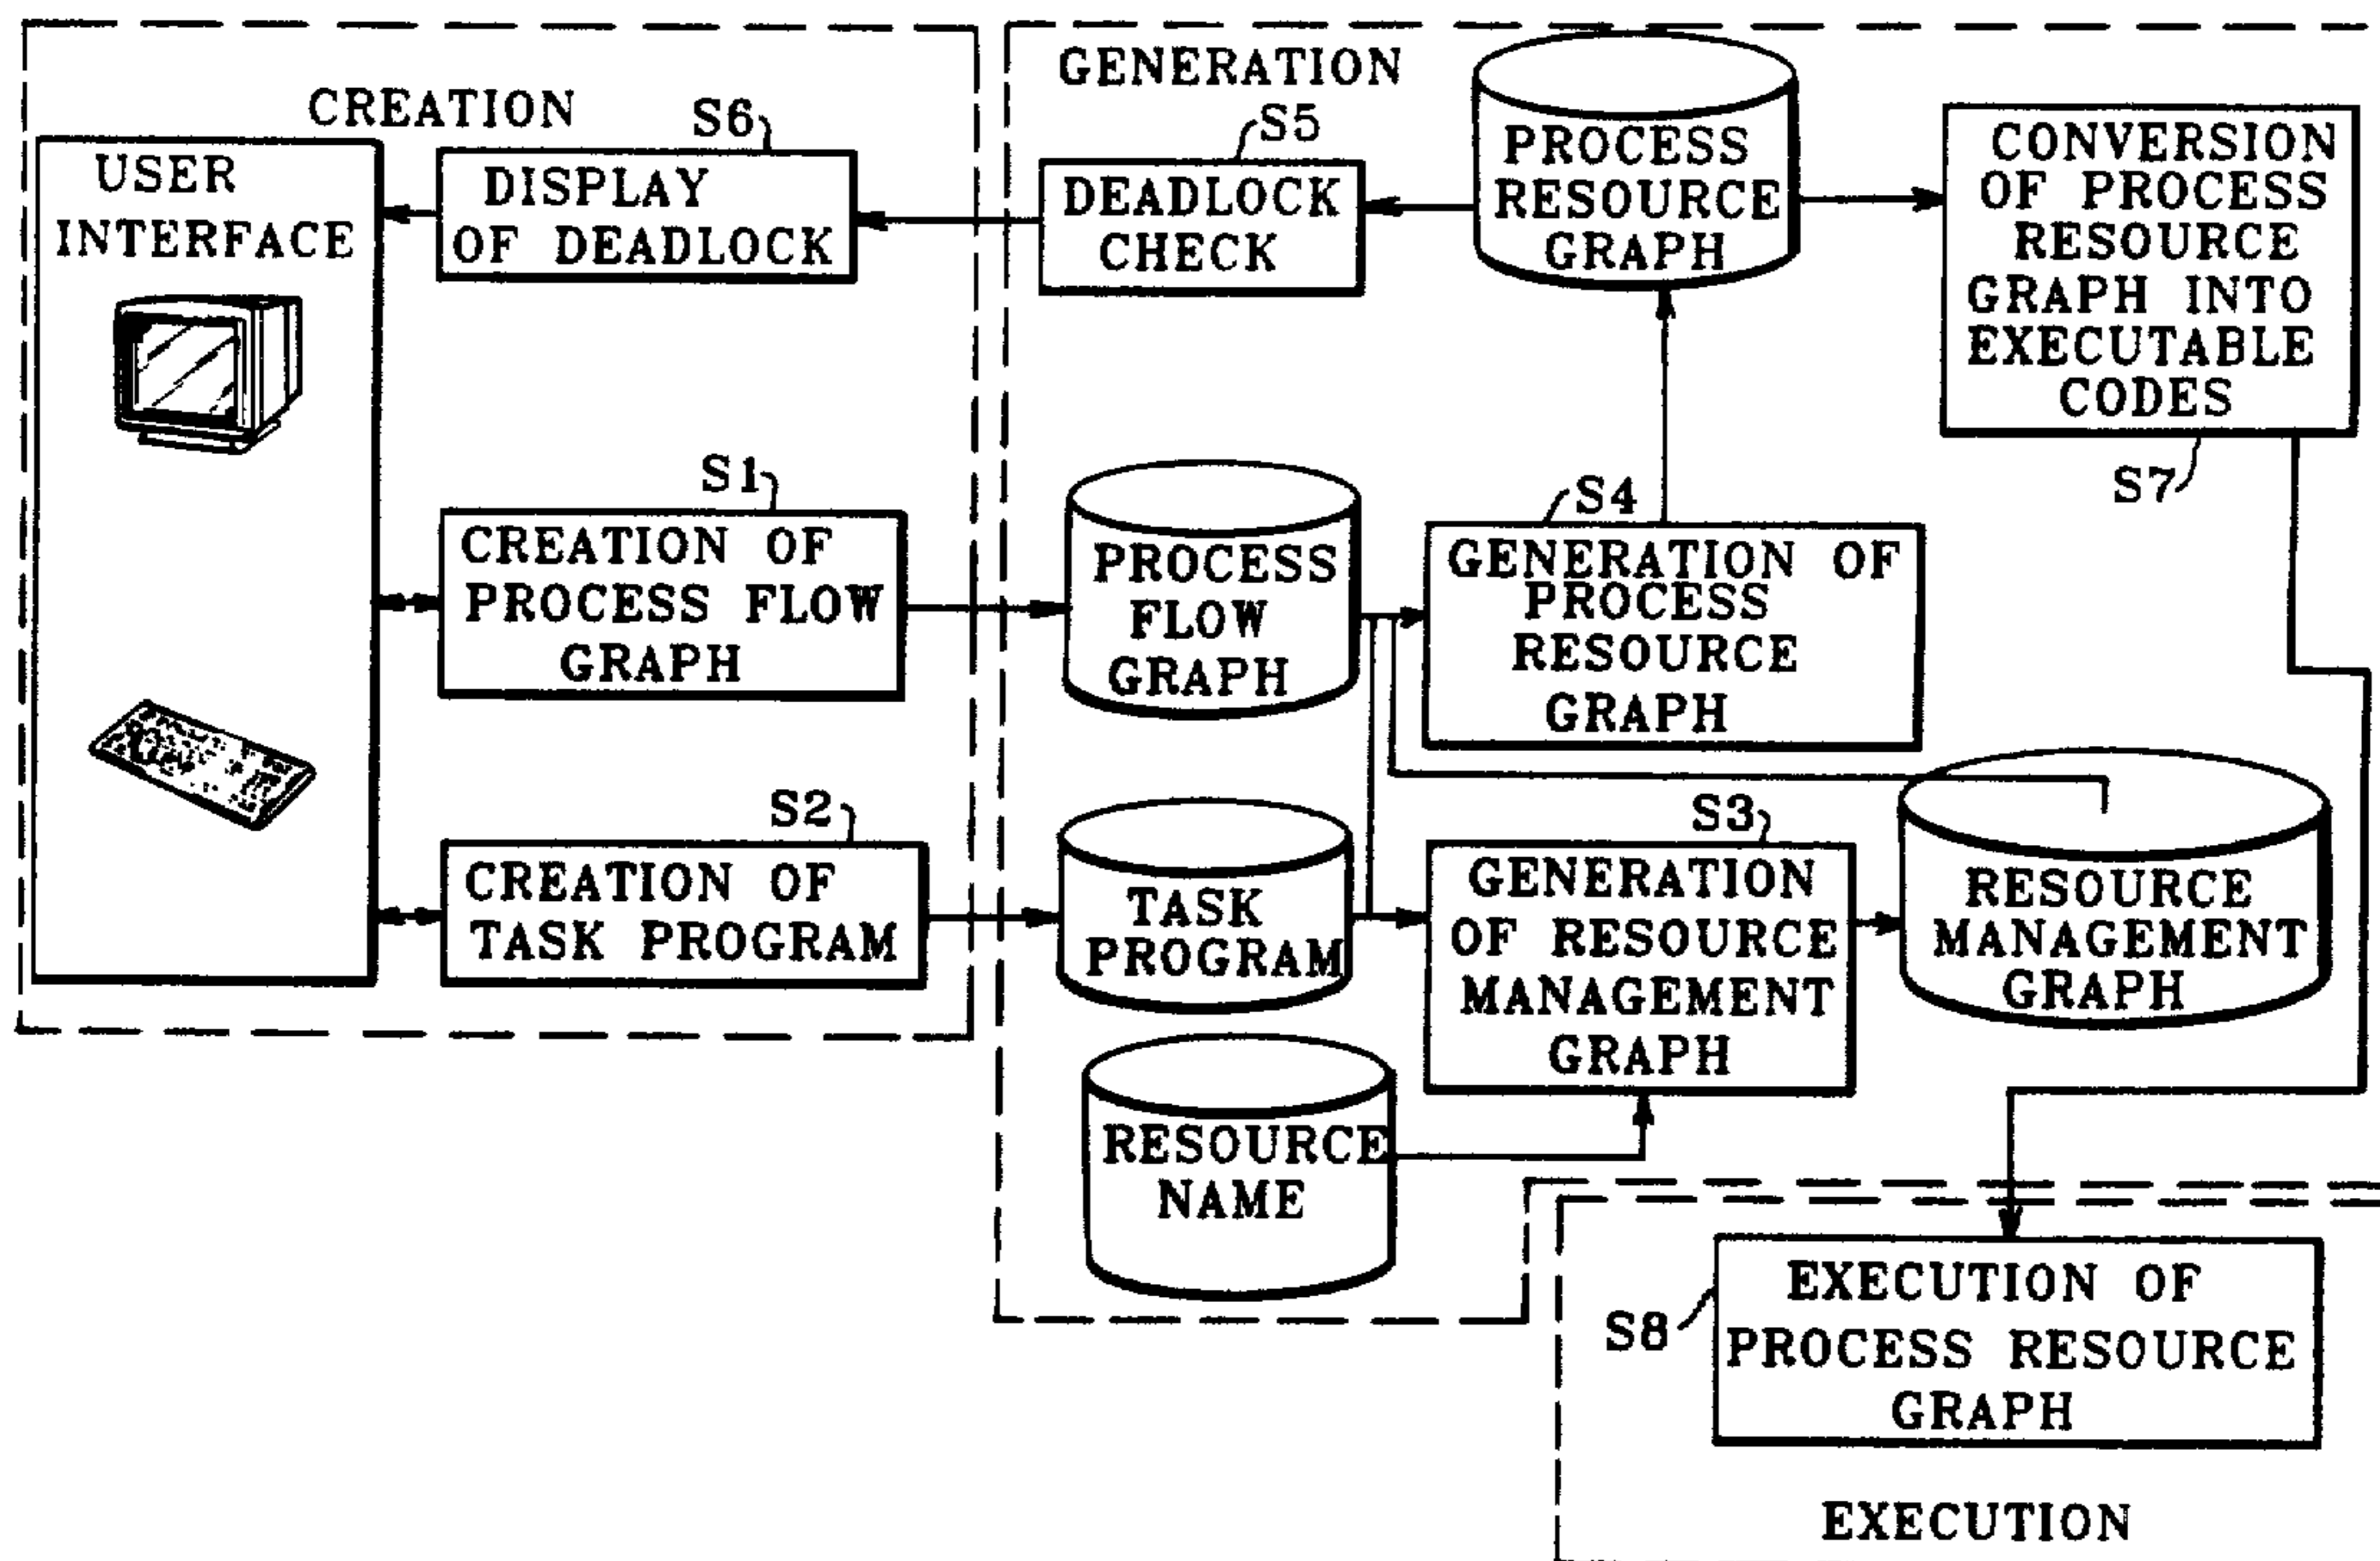 CREATION
USER
INTERFACE
S6
DISPLAY
OF DEADLOCK
S1
CREATION OF
PROCESS FLOW
GRAPH
S2
CREATION OF
TASK PROGRAM
GENERATION
S5
DEADLOCK
CHECK
PROCESS
RESOURCE
GRAPH
CONVERSION
OF PROCESS
RESOURCE
GRAPH INTO
EXECUTABLE
CODES
S7
PROCESS
FLOW
GRAPH
S4
GENERATION OF
PROCESS
RESOURCE
GRAPH
TASK
PROGRAM
S3
GENERATION
OF RESOURCE
MANAGEMENT
GRAPH
RESOURCE
MANAGEMENT
GRAPH
RESOURCE
NAME
S8
EXECUTION OF
PROCESS RESOURCE
GRAPH
EXECUTION